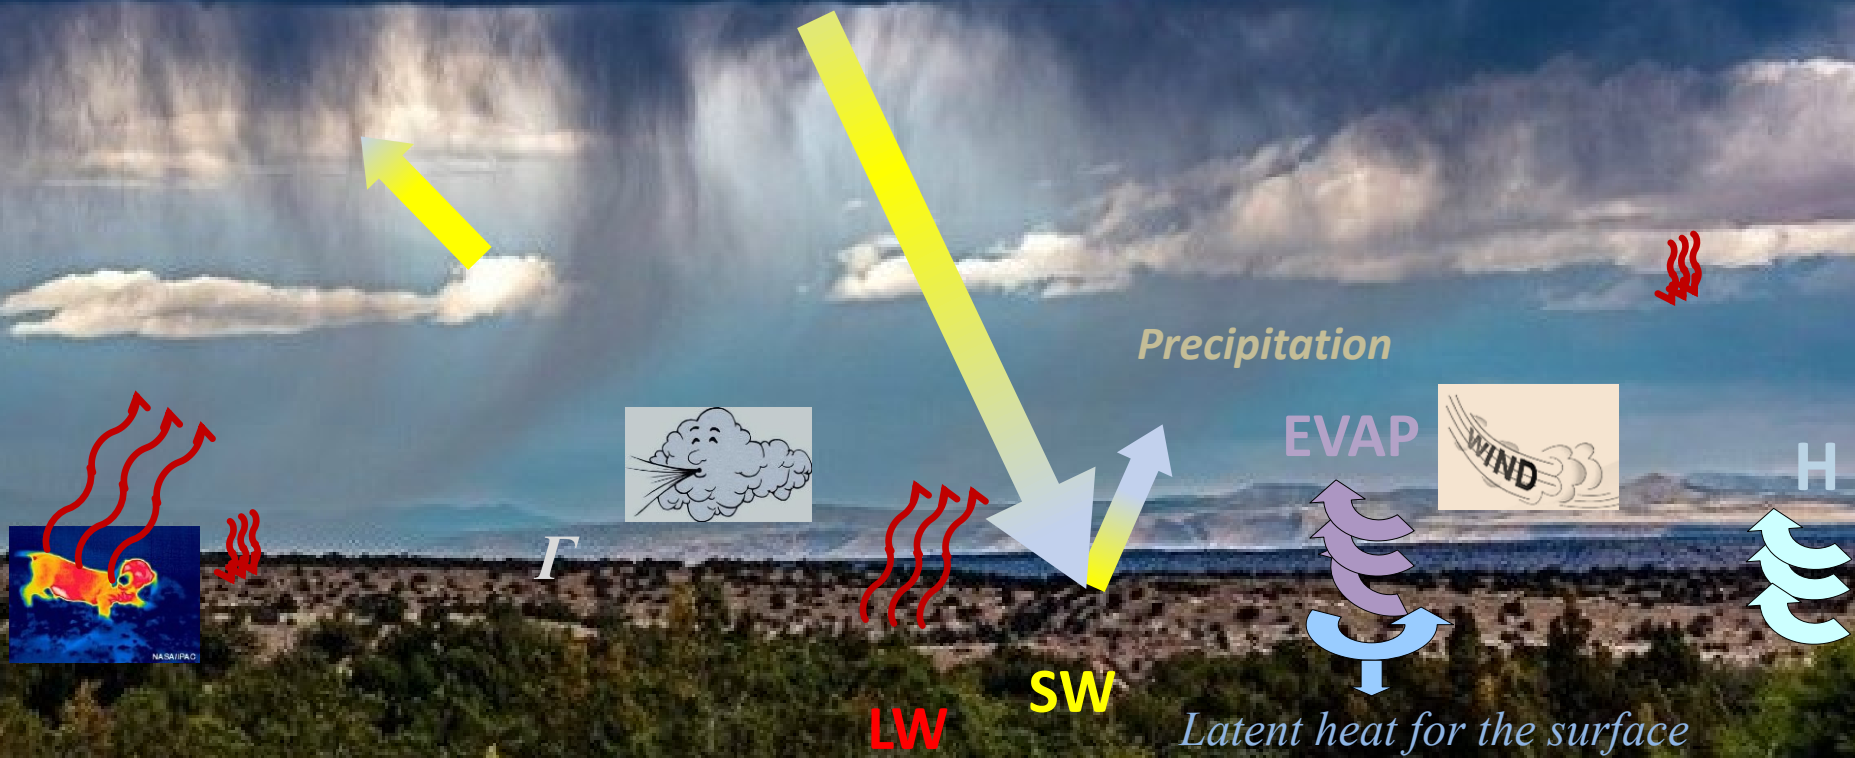 Precipitation
EVAP
WIND
H
Γ
NASA/IPAC
SW
LW
Latent heat for the surface